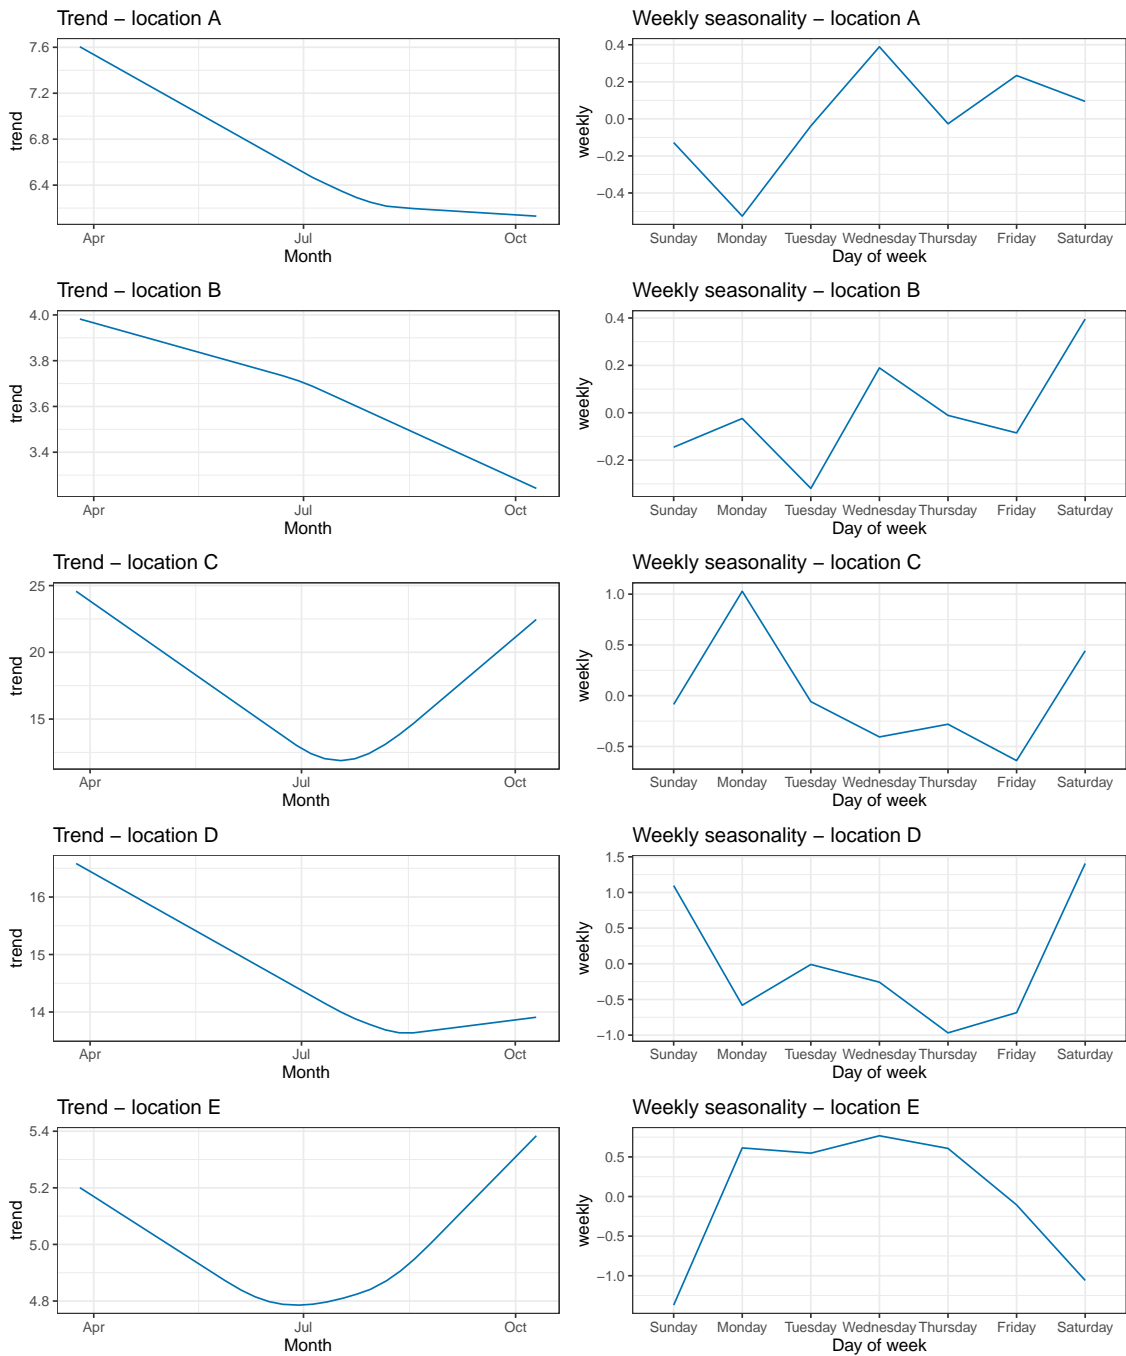 Trend − location A
7.6
7.2
6.8
6.4
trend
Apr Jul Oct
Month
Weekly seasonality − location A
0.4
0.2
0.0
−0.2
−0.4
weekly
Sunday Monday Tuesday Wednesday Thursday Friday Saturday
Day of week
Trend − location B
4.0
3.8
3.6
3.4
trend
Apr Jul Oct
Month
Weekly seasonality − location B
0.4
0.2
0.0
−0.2
weekly
Sunday Monday Tuesday Wednesday Thursday Friday Saturday
Day of week
Trend − location C
25
20
15
trend
Apr Jul Oct
Month
Weekly seasonality − location C
1.0
0.5
0.0
−0.5
weekly
Sunday Monday Tuesday Wednesday Thursday Friday Saturday
Day of week
Trend − location D
16
15
14
trend
Apr Jul Oct
Month
Weekly seasonality − location D
1.5
1.0
0.5
0.0
−0.5
−1.0
weekly
Sunday Monday Tuesday Wednesday Thursday Friday Saturday
Day of week
Trend − location E
5.4
5.2
5.0
4.8
trend
Apr Jul Oct
Month
Weekly seasonality − location E
0.5
0.0
−0.5
−1.0
weekly
Sunday Monday Tuesday Wednesday Thursday Friday Saturday
Day of week